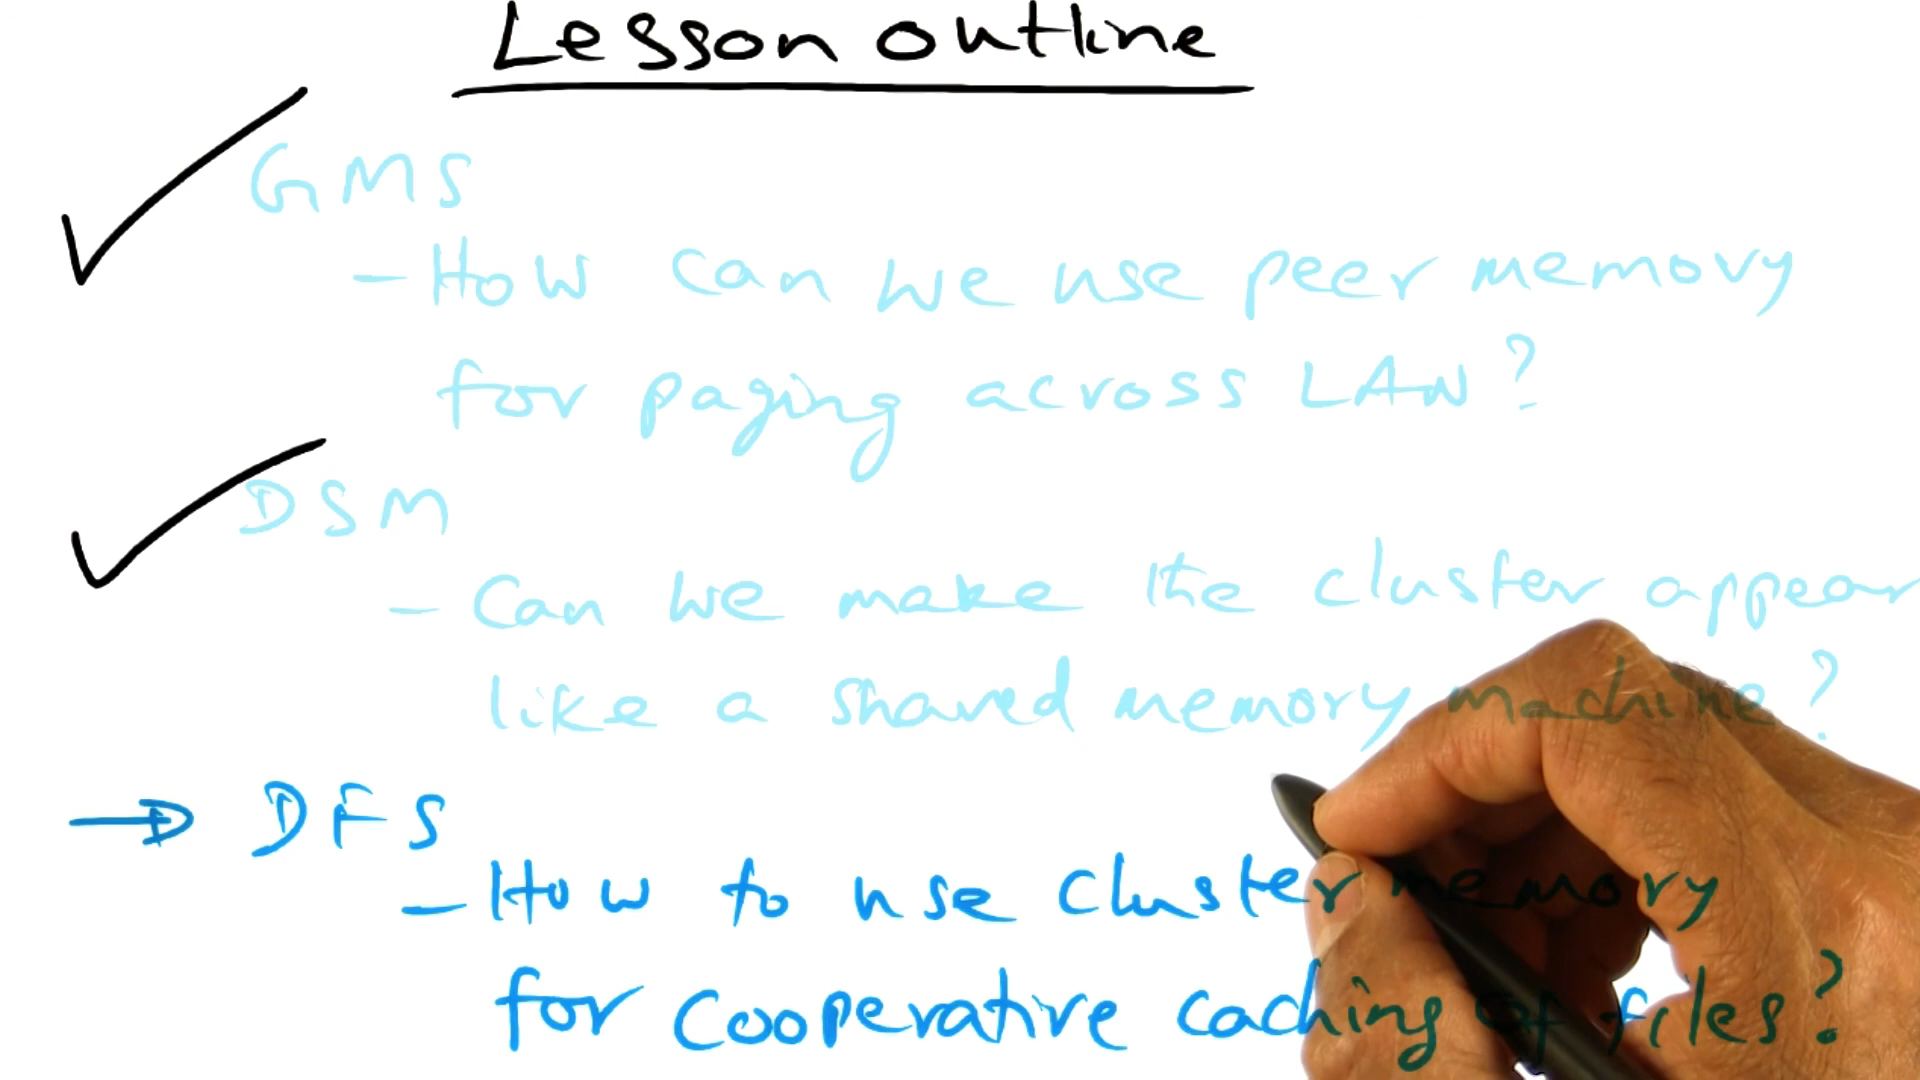 Lesson outline
GMS
- How can we use peer memory
for paging across LAN?
DSM
- Can we make the cluster appear
like a shared memory machine?
→ DFS
- How to use cluster memory
for cooperative caching of files?